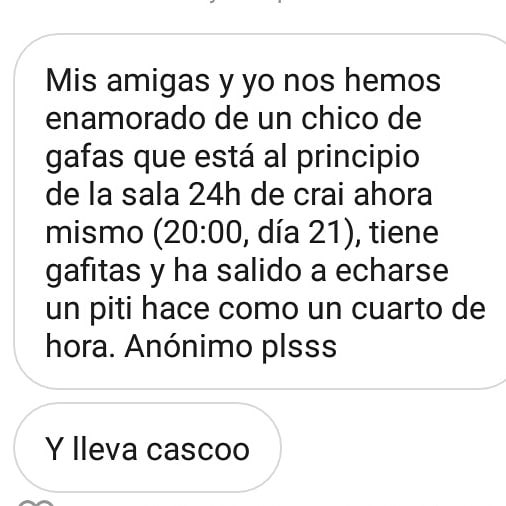 Mis amigas y yo nos hemos
enamorado de un chico de
gafas que está al principio
de la sala 24h de crai ahora
mismo (20:00, día 21), tiene
gafitas y ha salido a echarse
un piti hace como un cuarto de
hora. Anónimo plsss
Y lleva cascoo